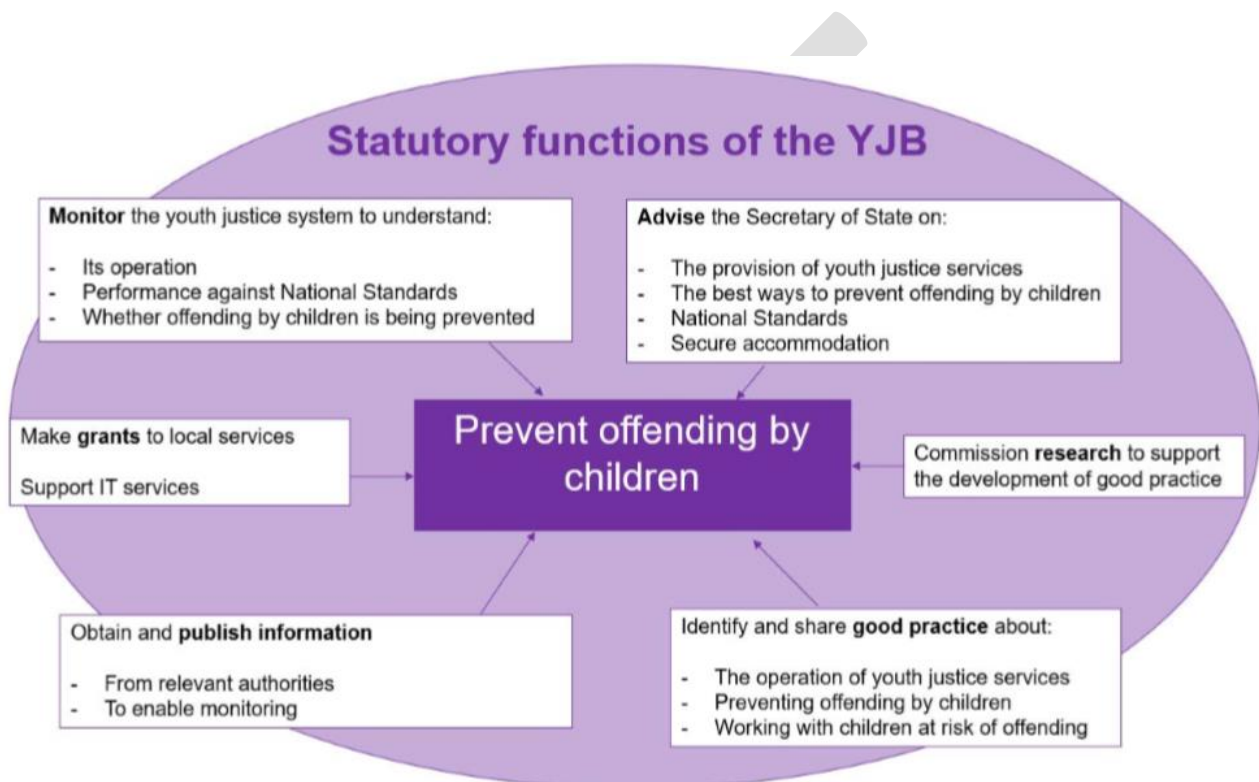 Statutory functions of the YJB
Monitor the youth justice system to understand:
- Its operation
- Performance against National Standards
- Whether offending by children is being prevented
Advise the Secretary of State on:
- The provision of youth justice services
- The best ways to prevent offending by children
- National Standards
- Secure accommodation
Make grants to local services
Support IT services
Prevent offending by
children
Commission research to support
the development of good practice
Obtain and publish information
- From relevant authorities
- To enable monitoring
Identify and share good practice about:
- The operation of youth justice services
- Preventing offending by children
- Working with children at risk of offending